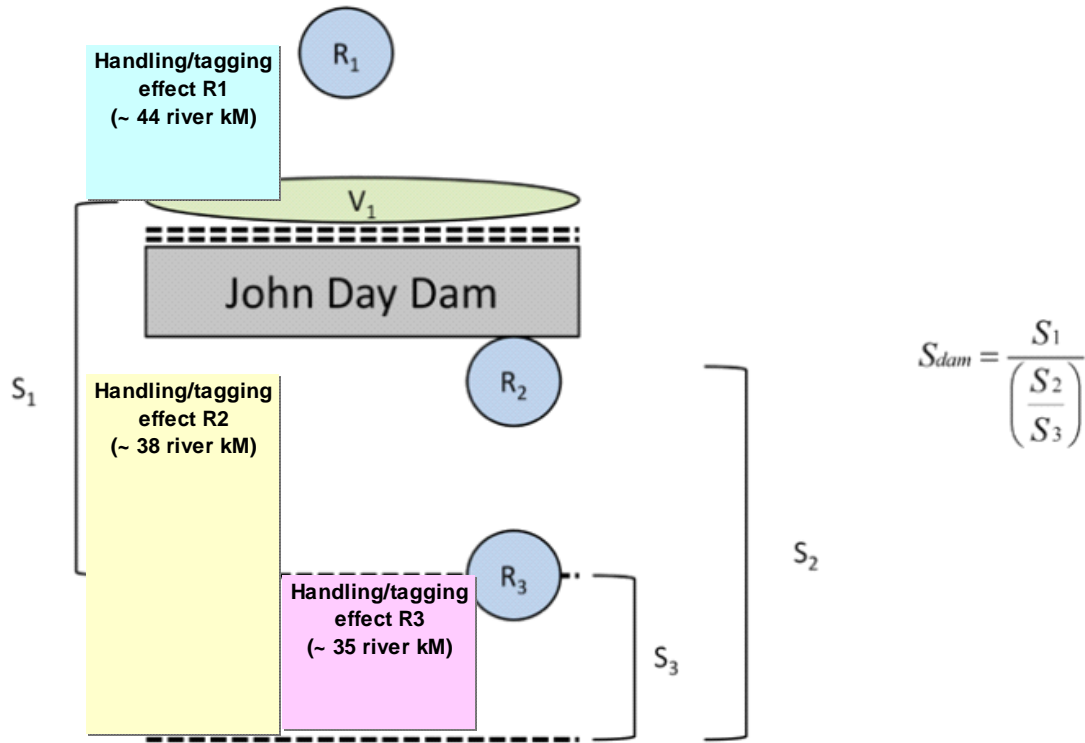 R₁
Handling/tagging
effect R1
(~ 44 river kM)
V₁
John Day Dam
S₁
Handling/tagging
effect R2
(~ 38 river kM)
R₂
S_dam = S₁ / (S₂ / S₃)
S₂
R₃
Handling/tagging
effect R3
(~ 35 river kM)
S₃